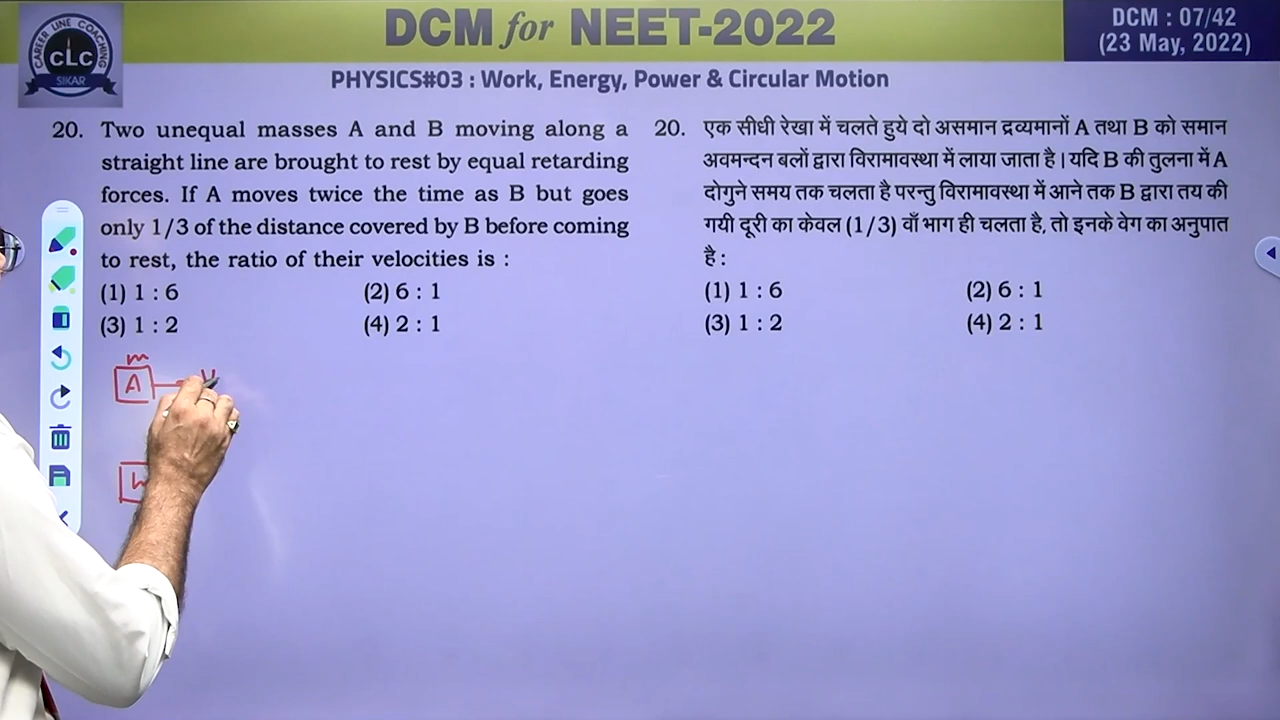 DCM for NEET-2022
DCM : 07/42
(23 May, 2022)
CAREER LINE COACHING
CLC
SIKAR
PHYSICS#03 : Work, Energy, Power & Circular Motion
20. Two unequal masses A and B moving along a
straight line are brought to rest by equal retarding
forces. If A moves twice the time as B but goes
only 1/3 of the distance covered by B before coming
to rest, the ratio of their velocities is :
(1) 1 : 6 (2) 6 : 1
(3) 1 : 2 (4) 2 : 1
20. एक सीधी रेखा में चलते हुये दो असमान द्रव्यमानों A तथा B को समान
अवमन्दन बलों द्वारा विरामावस्था में लाया जाता है। यदि B की तुलना में A
दोगुने समय तक चलता है परन्तु विरामावस्था में आने तक B द्वारा तय की
गयी दूरी का केवल (1/3) वाँ भाग ही चलता है, तो इनके वेग का अनुपात
है :
(1) 1 : 6 (2) 6 : 1
(3) 1 : 2 (4) 2 : 1
m
A